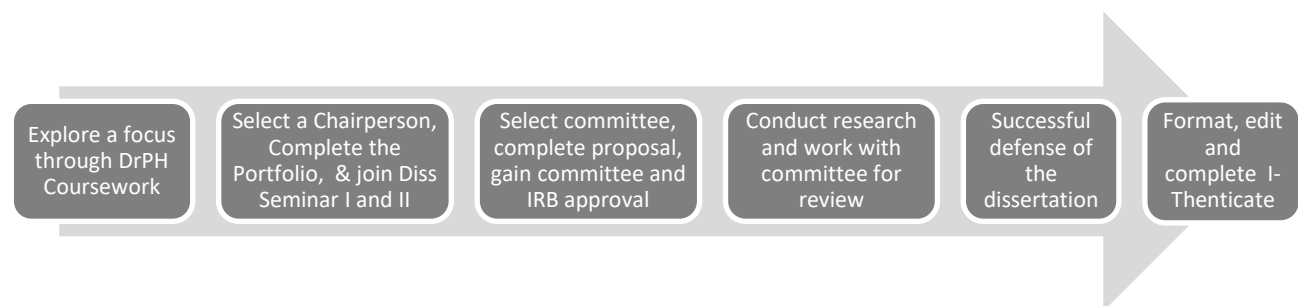 Explore a focus
through DrPH
Coursework
Select a Chairperson,
Complete the
Portfolio, & join Diss
Seminar I and II
Select committee,
complete proposal,
gain committee and
IRB approval
Conduct research
and work with
committee for
review
Successful
defense of
the
dissertation
Format, edit
and
complete I-
Thenticate